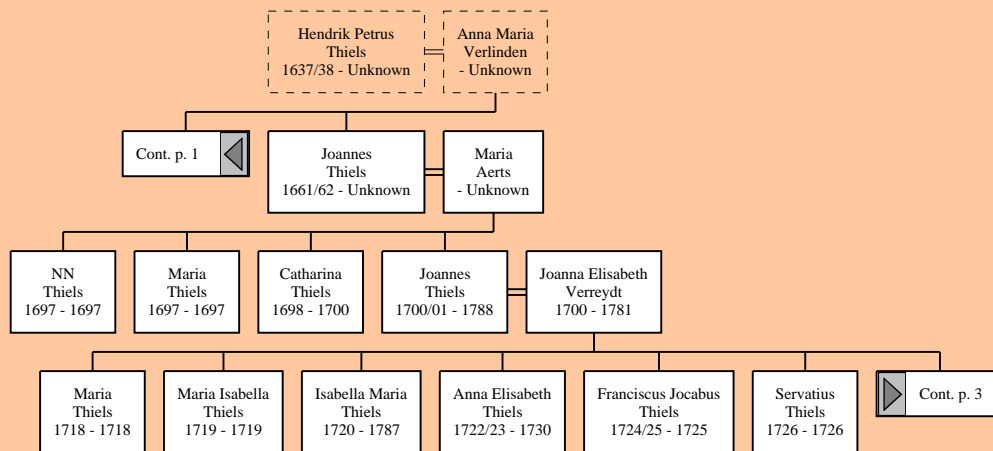 Hendrik Petrus
Thiels
1637/38 - Unknown
Anna Maria
Verlinden
- Unknown
Cont. p. 1
Joannes
Thiels
1661/62 - Unknown
Maria
Aerts
- Unknown
NN
Thiels
1697 - 1697
Maria
Thiels
1697 - 1697
Catharina
Thiels
1698 - 1700
Joannes
Thiels
1700/01 - 1788
Joanna Elisabeth
Verreydt
1700 - 1781
Maria
Thiels
1718 - 1718
Maria Isabella
Thiels
1719 - 1719
Isabella Maria
Thiels
1720 - 1787
Anna Elisabeth
Thiels
1722/23 - 1730
Franciscus Jocabus
Thiels
1724/25 - 1725
Servatius
Thiels
1726 - 1726
Cont. p. 3